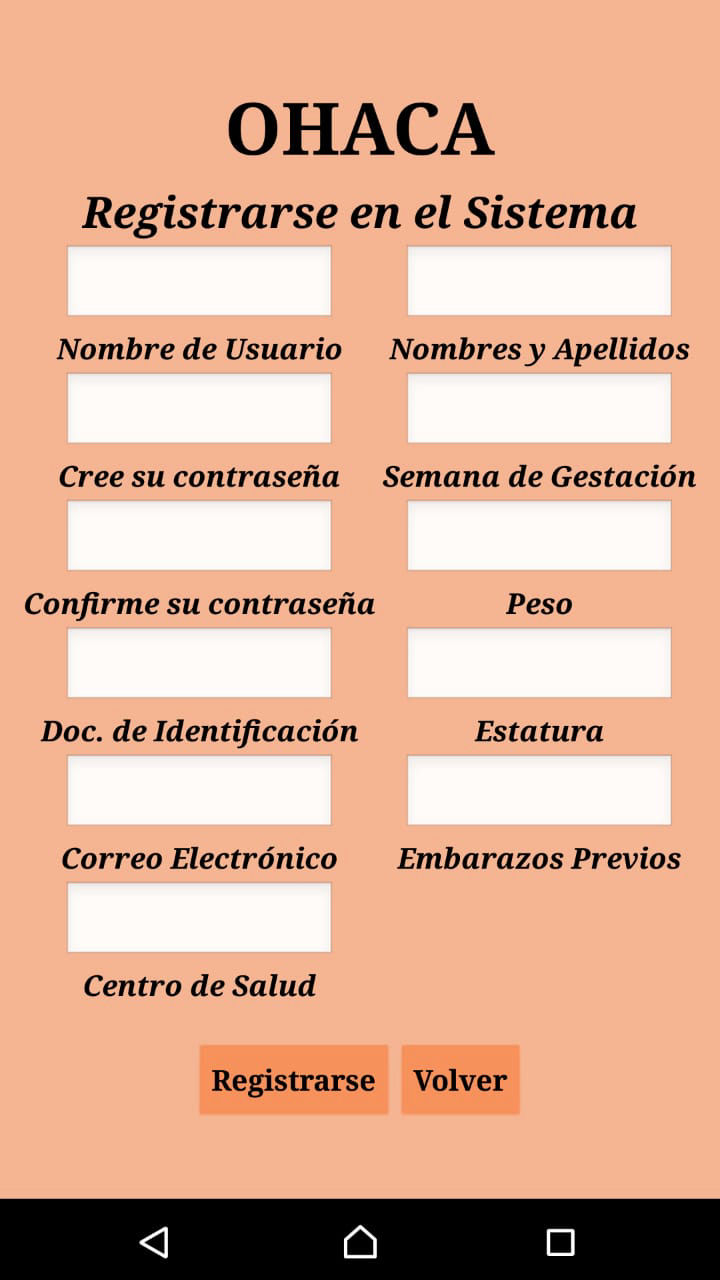 OHACA
Registrarse en el Sistema
Nombre de Usuario
Nombres y Apellidos
Cree su contraseña
Semana de Gestación
Confirme su contraseña
Peso
Doc. de Identificación
Estatura
Correo Electrónico
Embarazos Previos
Centro de Salud
Registrarse
Volver